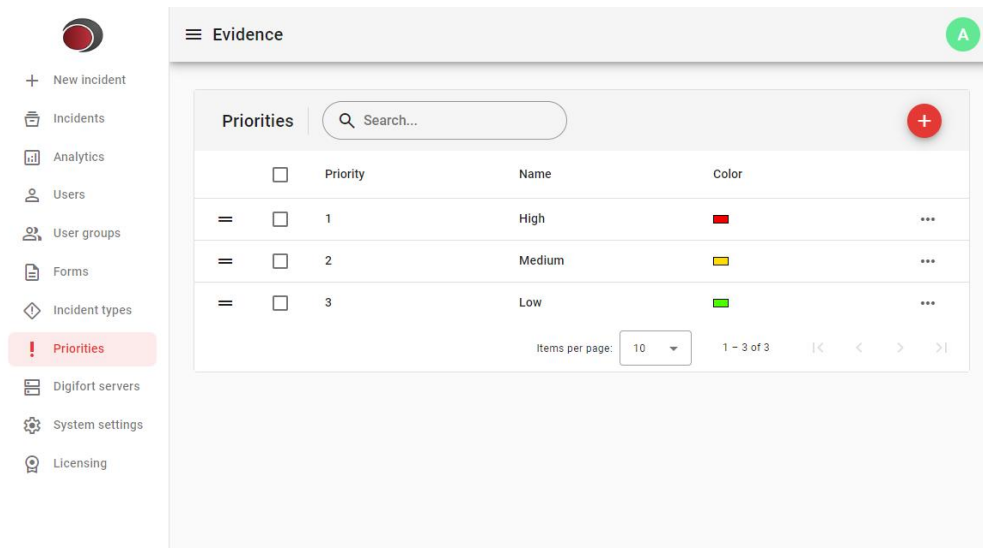 Evidence
A
New incident
Incidents
Analytics
Users
User groups
Forms
Incident types
Priorities
Digifort servers
System settings
Licensing
Priorities
Search...
Priority Name Color
1 High
2 Medium
3 Low
Items per page: 10 1 – 3 of 3